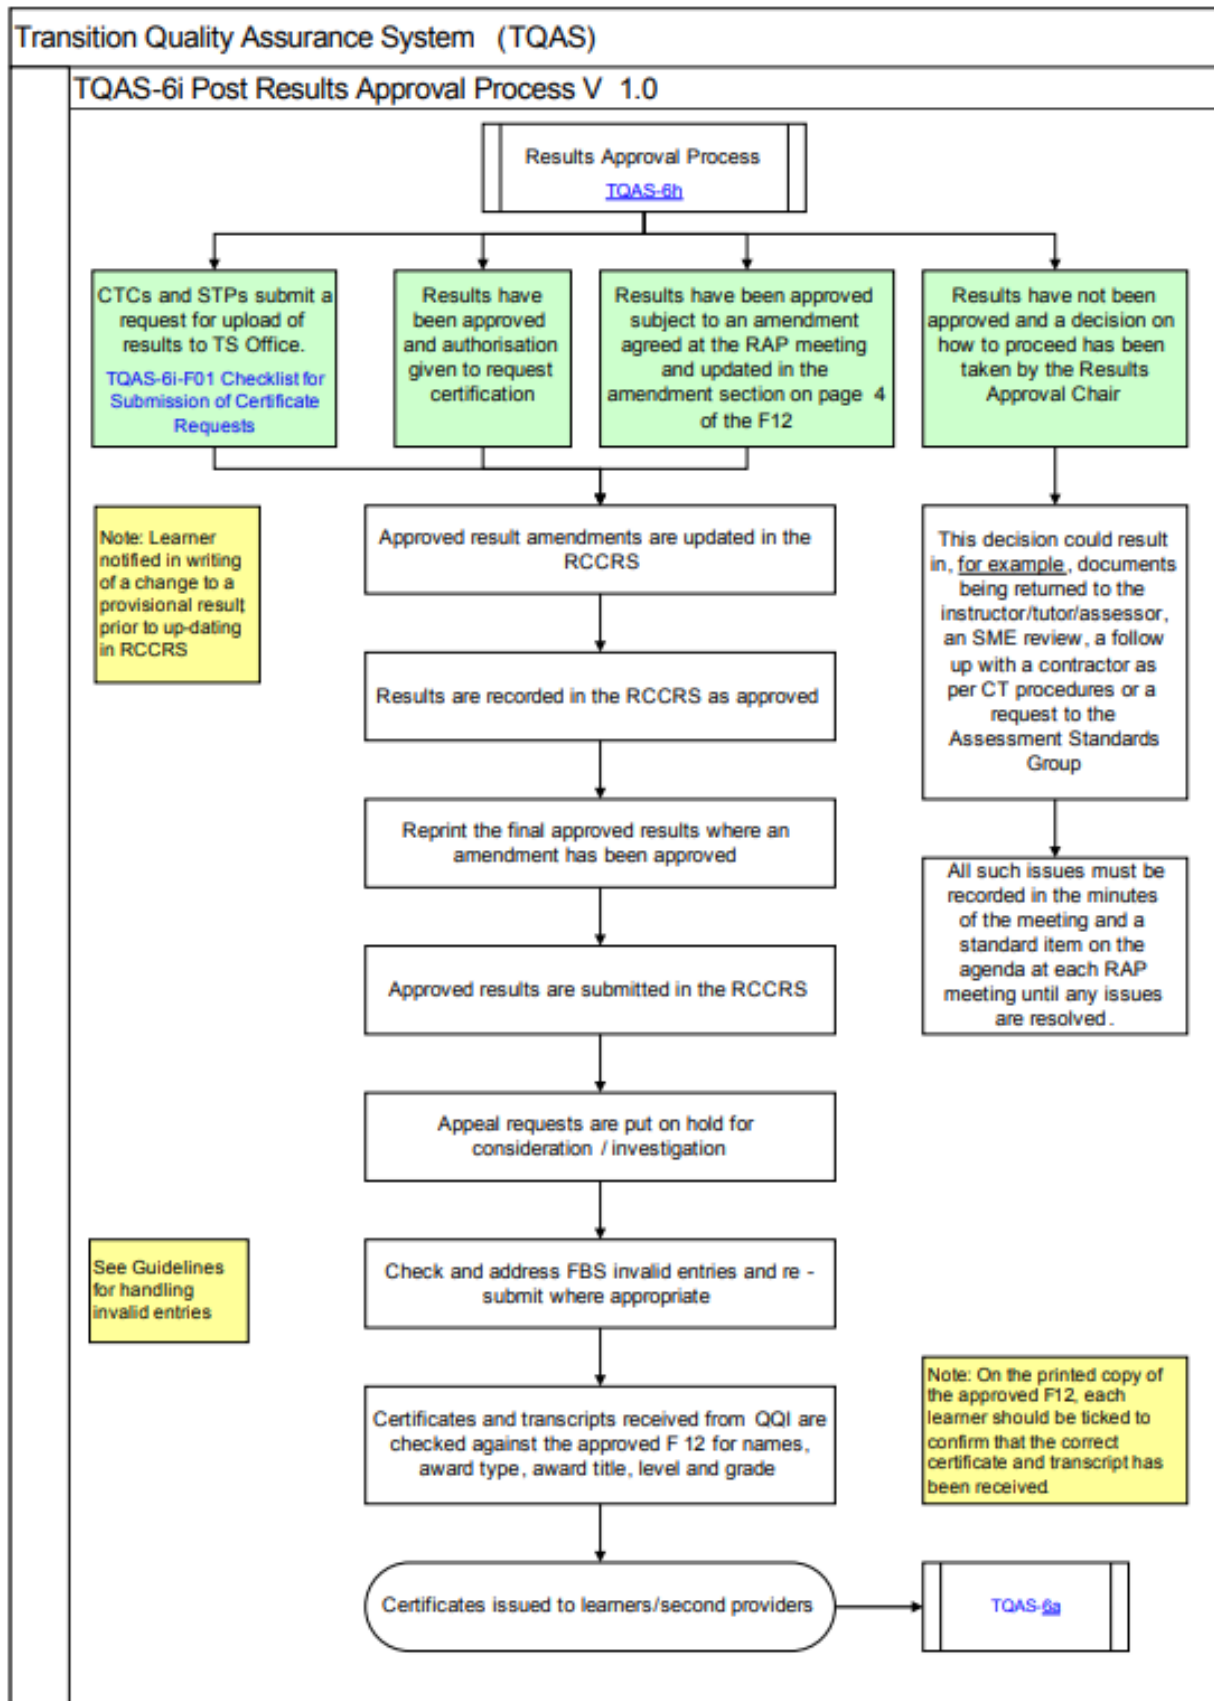 Transition Quality Assurance System (TQAS)
TQAS-6i Post Results Approval Process V 1.0
Results Approval Process
TQAS-6h
CTCs and STPs submit a
request for upload of
results to TS Office.
TQAS-6i-F01 Checklist for
Submission of Certificate
Requests
Results have
been approved
and authorisation
given to request
certification
Results have been approved
subject to an amendment
agreed at the RAP meeting
and updated in the
amendment section on page 4
of the F12
Results have not been
approved and a decision on
how to proceed has been
taken by the Results
Approval Chair
Note: Learner
notified in writing
of a change to a
provisional result,
prior to up-dating
in RCCRS
Approved result amendments are updated in the
RCCRS
This decision could result
in, for example, documents
being returned to the
instructor/tutor/assessor,
an SME review, a follow
up with a contractor as
per CT procedures or a
request to the
Assessment Standards
Group
Results are recorded in the RCCRS as approved
Reprint the final approved results where an
amendment has been approved
All such issues must be
recorded in the minutes
of the meeting and a
standard item on the
agenda at each RAP
meeting until any issues
are resolved.
Approved results are submitted in the RCCRS
Appeal requests are put on hold for
consideration / investigation
See Guidelines
for handling
invalid entries
Check and address FBS invalid entries and re -
submit where appropriate
Certificates and transcripts received from QQI are
checked against the approved F 12 for names,
award type, award title, level and grade
Note: On the printed copy of
the approved F12, each
learner should be ticked to
confirm that the correct
certificate and transcript has
been received.
Certificates issued to learners/second providers
TQAS-6a